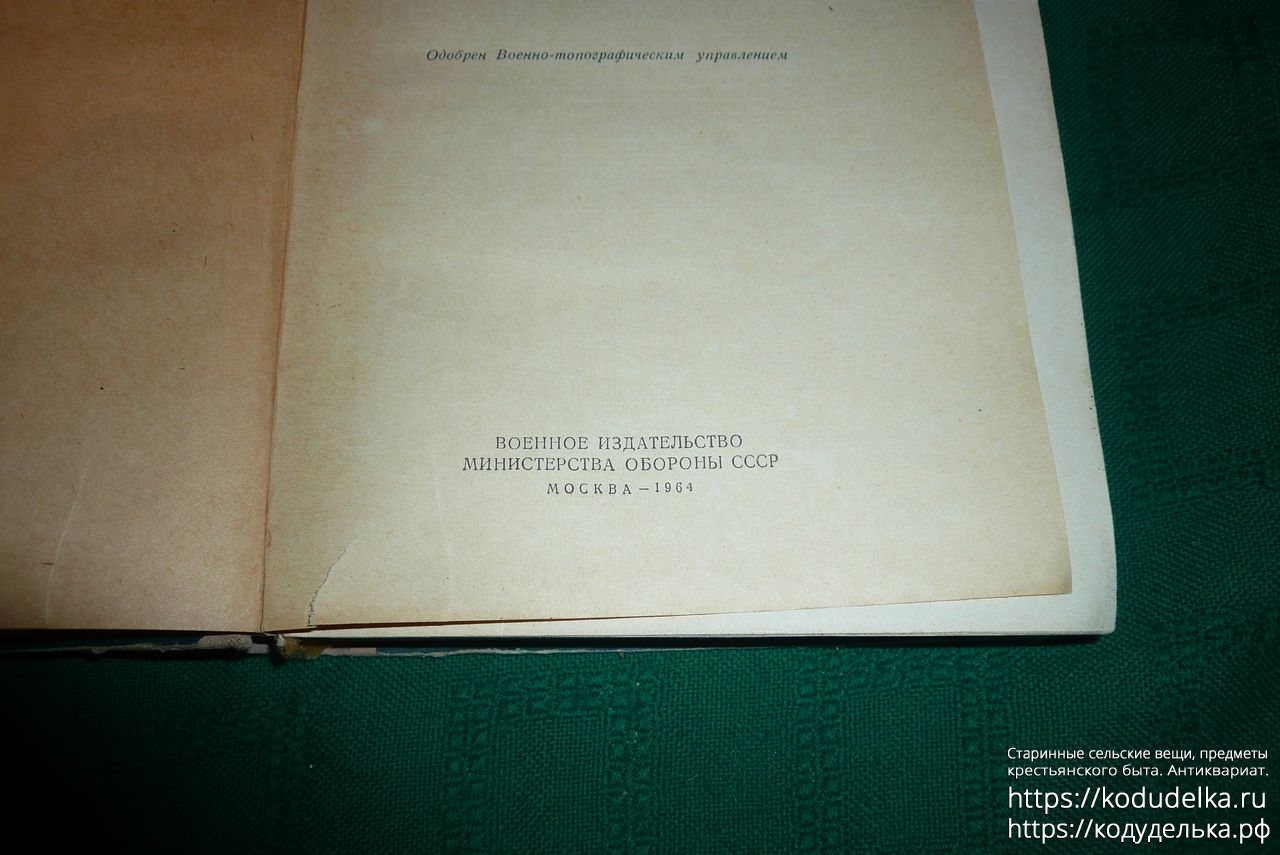 Одобрен Военно-топографическим управлением
ВОЕННОЕ ИЗДАТЕЛЬСТВО
МИНИСТЕРСТВА ОБОРОНЫ СССР
МОСКВА — 1964
Старинные сельские вещи, предметы
крестьянского быта. Антиквариат.
https://kodudelka.ru
https://кодуделька.рф